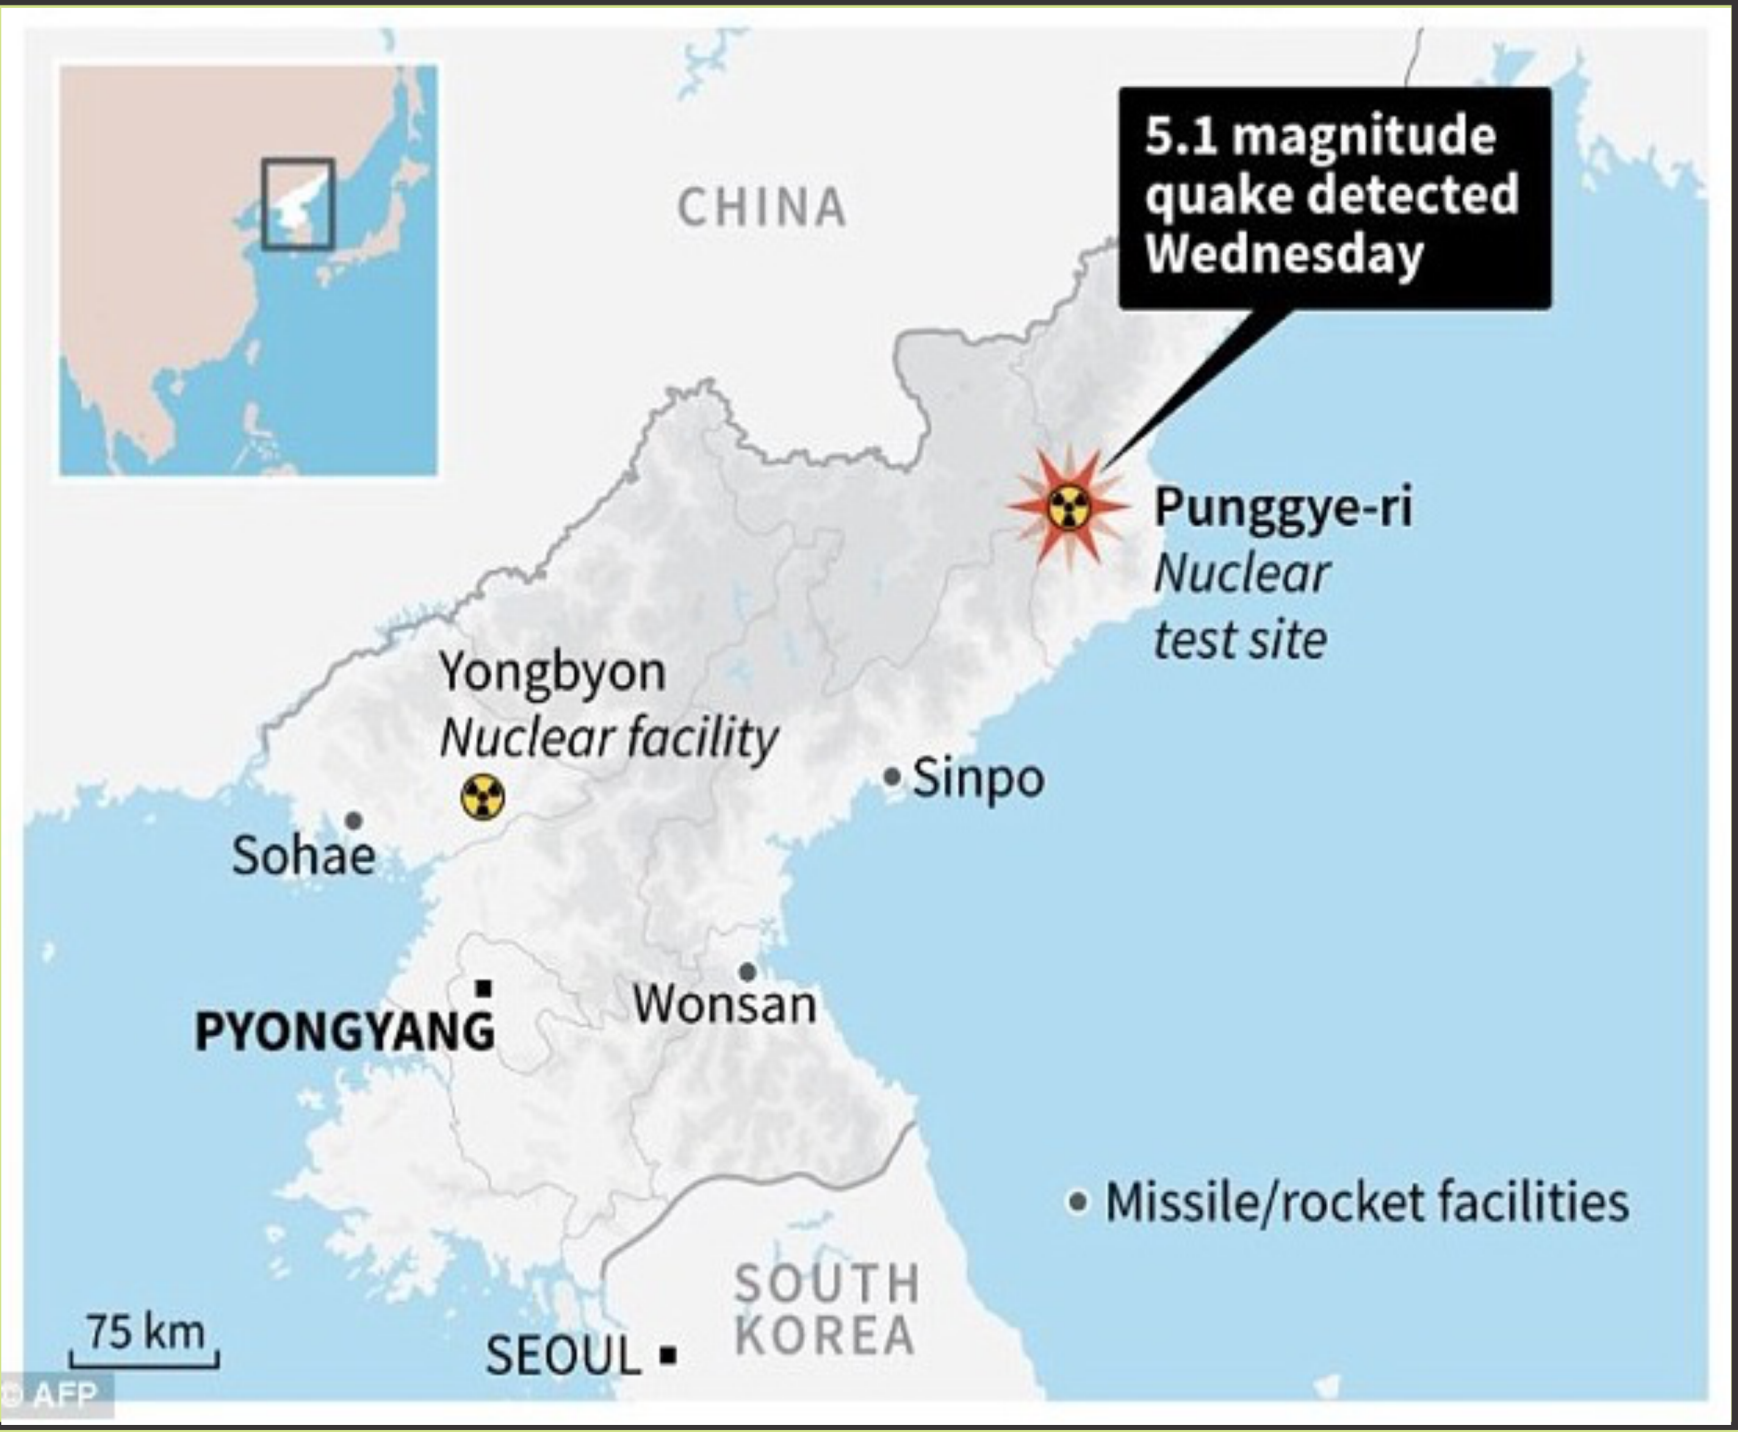 5.1 magnitude
quake detected
Wednesday
CHINA
Punggye-ri
Nuclear
test site
Yongbyon
Nuclear facility
Sinpo
Sohae
Wonsan
PYONGYANG
Missile/rocket facilities
SOUTH
KOREA
75 km
SEOUL
© AFP